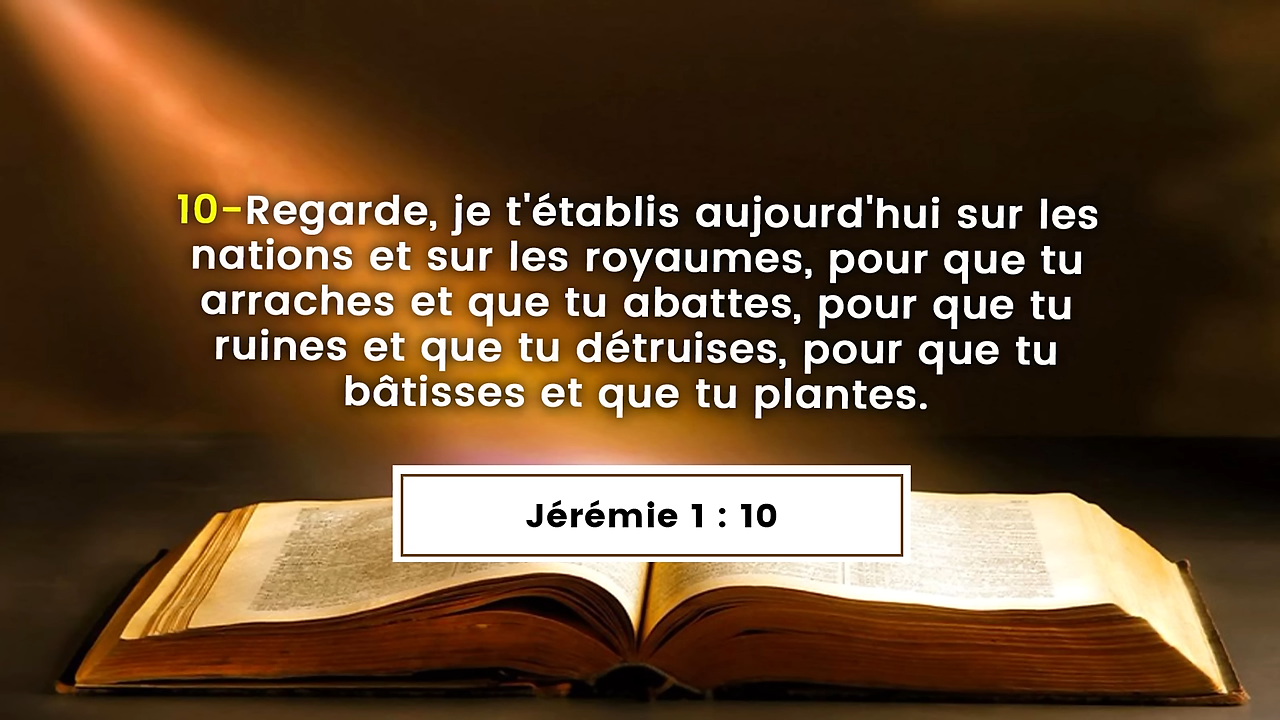 10-Regarde, je t'établis aujourd'hui sur les
nations et sur les royaumes, pour que tu
arraches et que tu abattes, pour que tu
ruines et que tu détruises, pour que tu
bâtisses et que tu plantes.
Jérémie 1 : 10